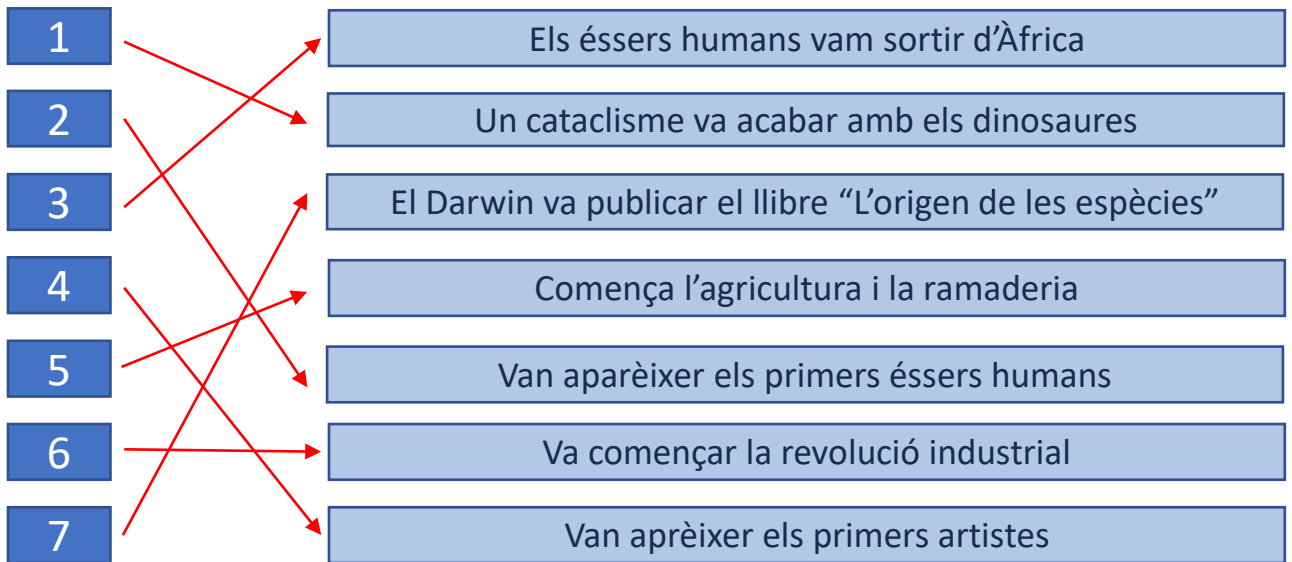 1
Els éssers humans vam sortir d’Àfrica
2
Un cataclisme va acabar amb els dinosaures
3
El Darwin va publicar el llibre “L’origen de les espècies”
4
Comença l’agricultura i la ramaderia
5
Van aparèixer els primers éssers humans
6
Va començar la revolució industrial
7
Van aprèixer els primers artistes